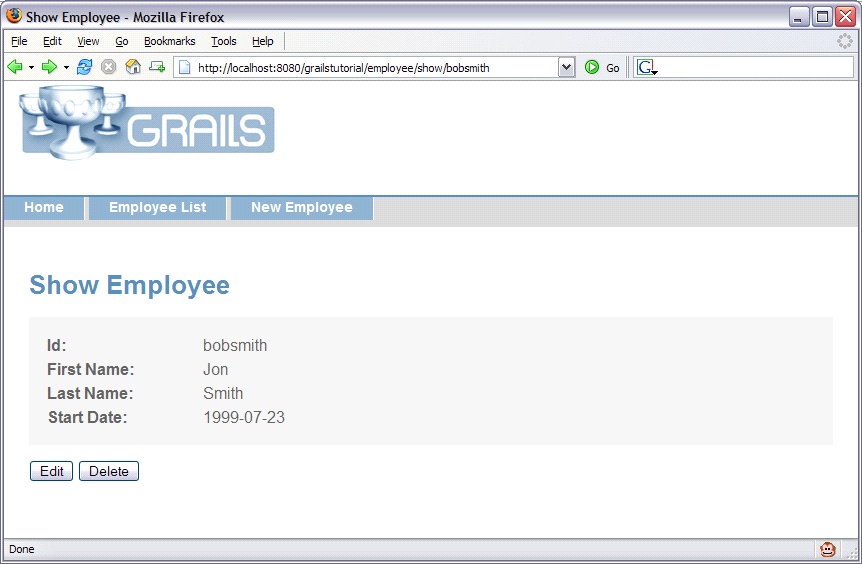 Show Employee - Mozilla Firefox
File Edit View Go Bookmarks Tools Help
http://localhost:8080/grailstutorial/employee/show/bobsmith Go G
GRAILS
Home Employee List New Employee
Show Employee
Id: bobsmith
First Name: Jon
Last Name: Smith
Start Date: 1999-07-23
Edit Delete
Done